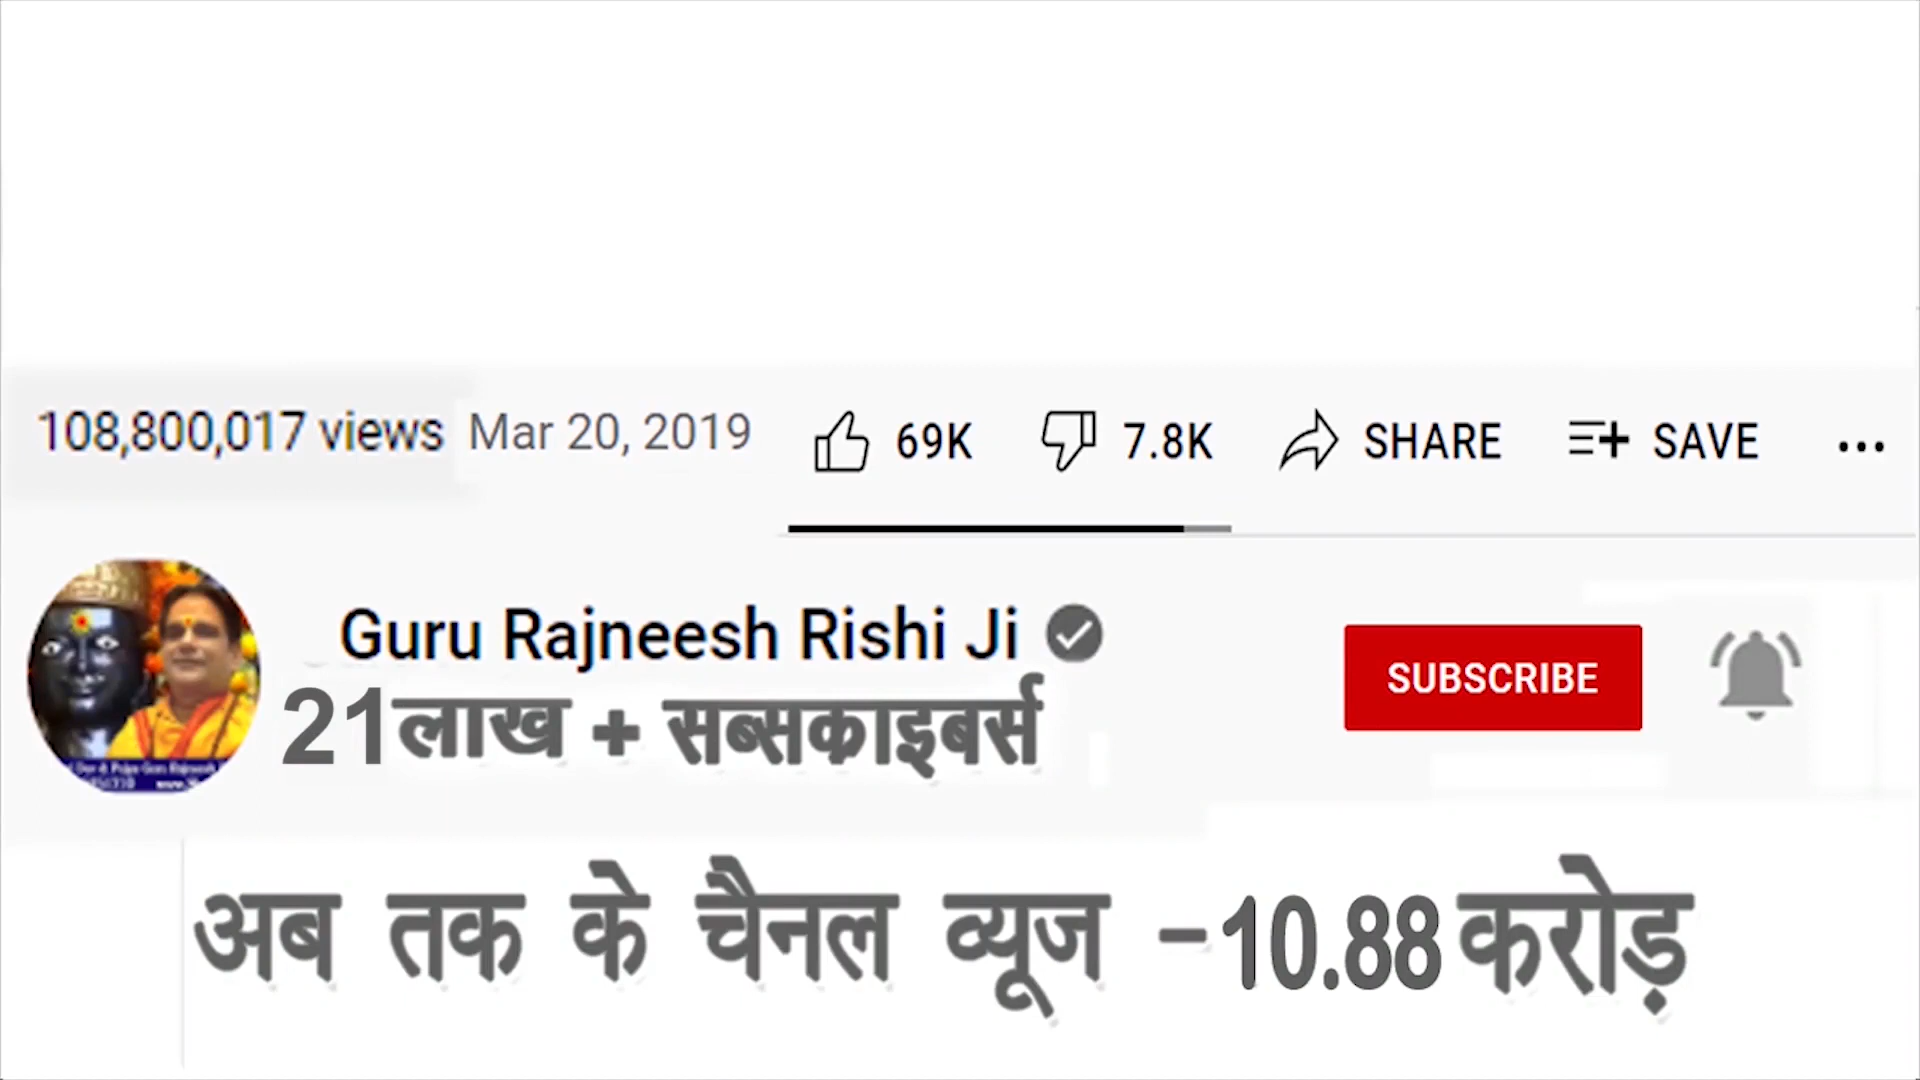 108,800,017 views Mar 20, 2019 69K 7.8K SHARE SAVE ...
Guru Rajneesh Rishi Ji
SUBSCRIBE
21लाख + सब्सकाइबर्स
अब तक के चैनल व्यूज -10.88 करोड़